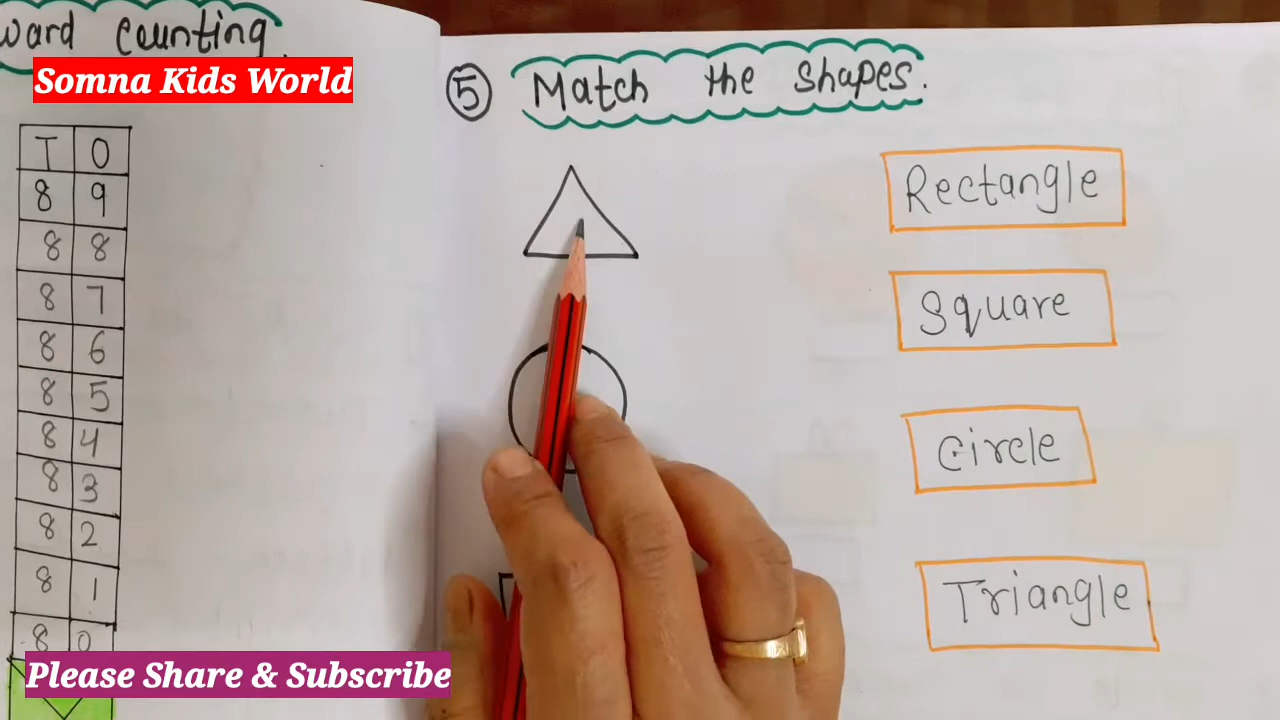 ward counting.
Somna Kids World
T O
8 9
8 8
8 7
8 6
8 5
8 4
8 3
8 2
8 1
8 0
Please Share & Subscribe
5 Match the shapes.
Rectangle
Square
Circle
Triangle